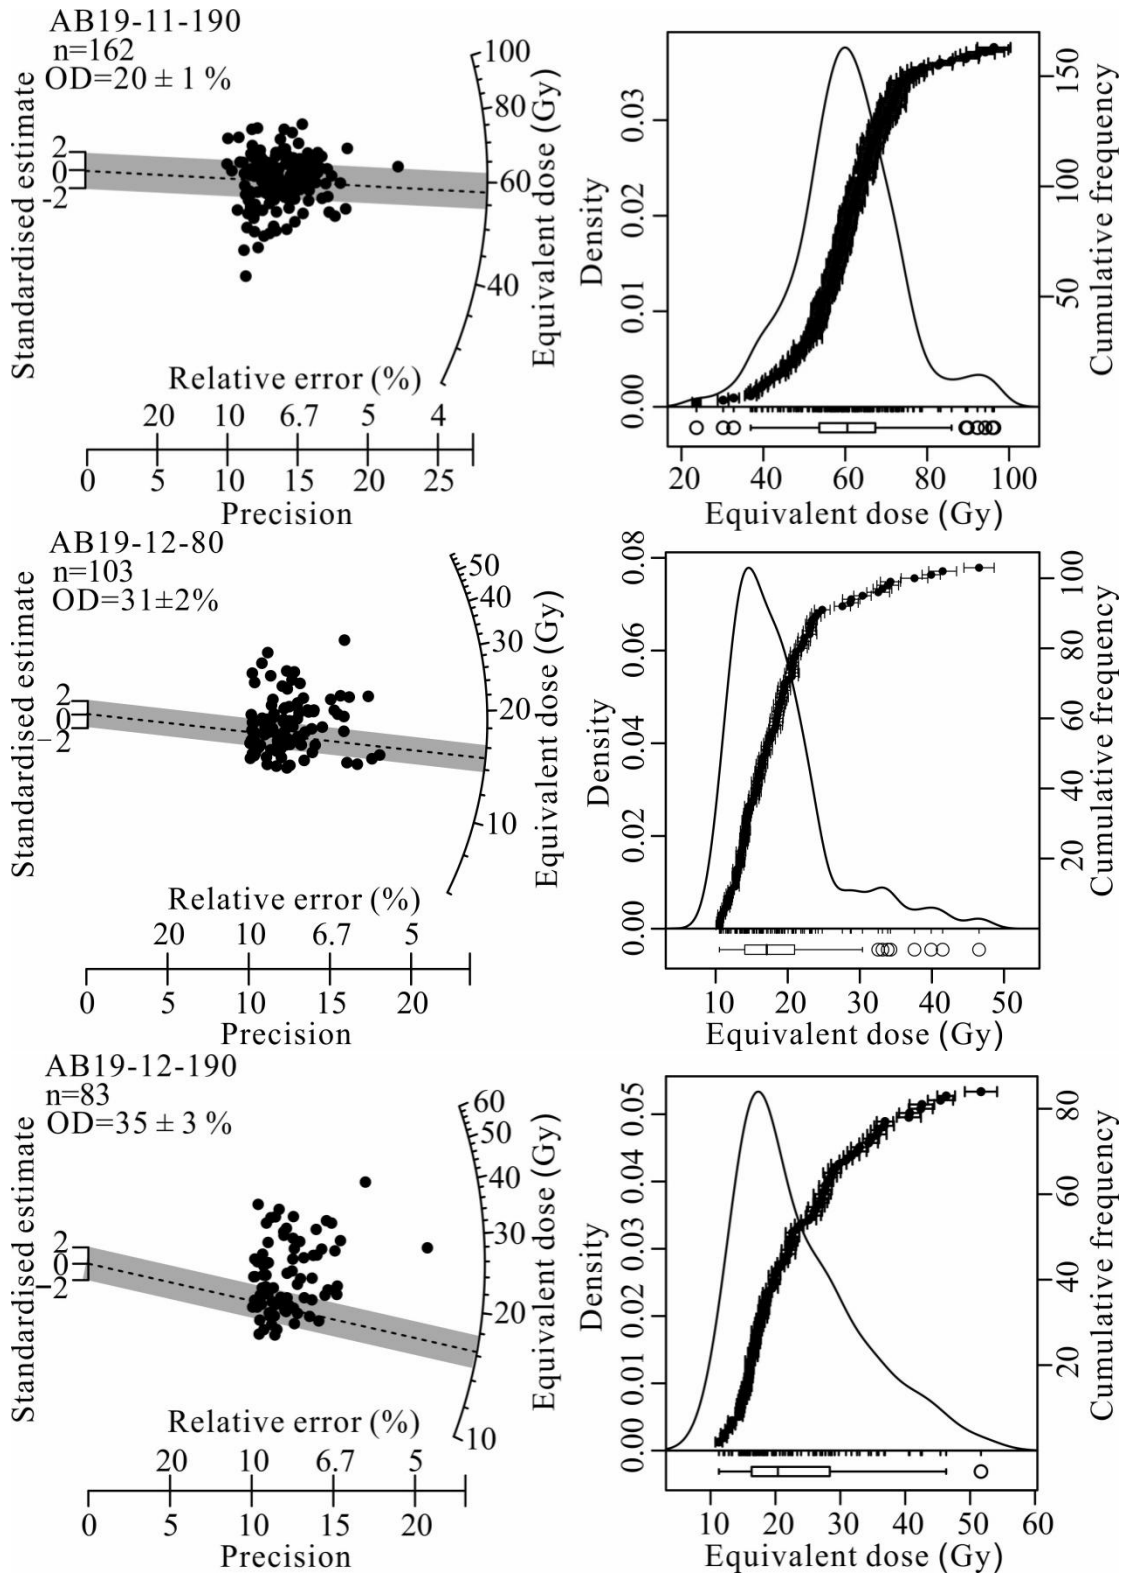 AB19-11-190
n=162
OD=20 ± 1 %
Standardised estimate
2
0
-2
100
80
60
40
Equivalent dose (Gy)
Relative error (%)
20 10 6.7 5 4
0 5 10 15 20 25
Precision
Density
0.00 0.01 0.02 0.03
Cumulative frequency
50 100 150
20 40 60 80 100
Equivalent dose (Gy)
AB19-12-80
n=103
OD=31±2%
Standardised estimate
2
0
−2
50
40
30
20
10
Equivalent dose (Gy)
Relative error (%)
20 10 6.7 5
0 5 10 15 20
Precision
Density
0.00 0.02 0.04 0.06 0.08
Cumulative frequency
20 40 60 80 100
10 20 30 40 50
Equivalent dose (Gy)
AB19-12-190
n=83
OD=35 ± 3 %
Standardised estimate
2
0
−2
60
50
40
30
20
10
Equivalent dose (Gy)
Relative error (%)
20 10 6.7 5
0 5 10 15 20
Precision
Density
0.00 0.01 0.02 0.03 0.04 0.05
Cumulative frequency
20 40 60 80
10 20 30 40 50 60
Equivalent dose (Gy)